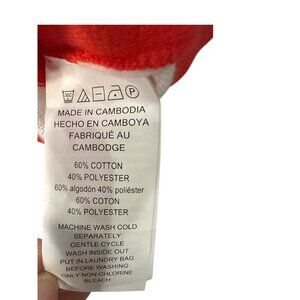 MADE IN CAMBODIA
HECHO EN CAMBOYA
FABRIQUÉ AU
CAMBODGE
60% COTTON
40% POLYESTER
60% algodón 40% poliéster
60% COTON
40% POLYESTER
MACHINE WASH COLD
SEPARATELY
GENTLE CYCLE
WASH INSIDE OUT
PUT IN LAUNDRY BAG
BEFORE WASHING
ONLY NON-CHLORINE
BLEACH